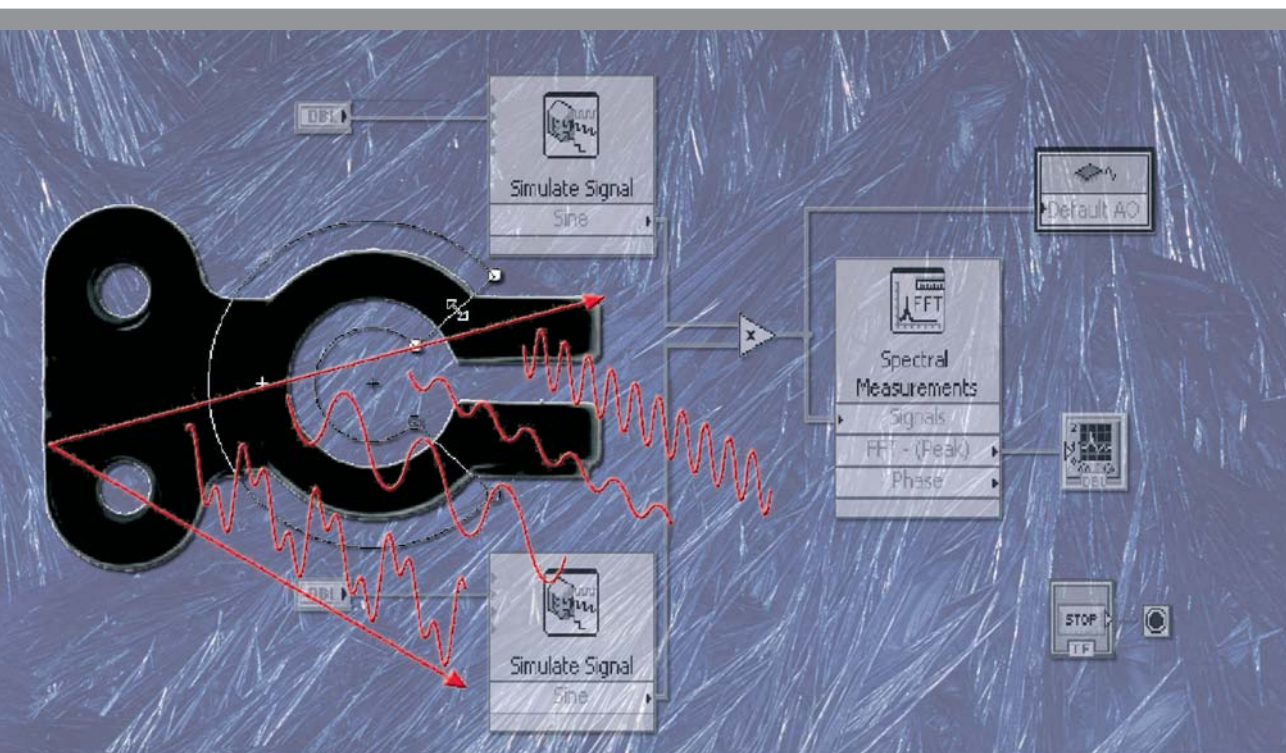 DBL
Simulate Signal
Sine
Default AO
FFT
Spectral
Measurements
Signals
FFT - (Peak)
Phase
DBL
DBL
Simulate Signal
Sine
STOP
TF